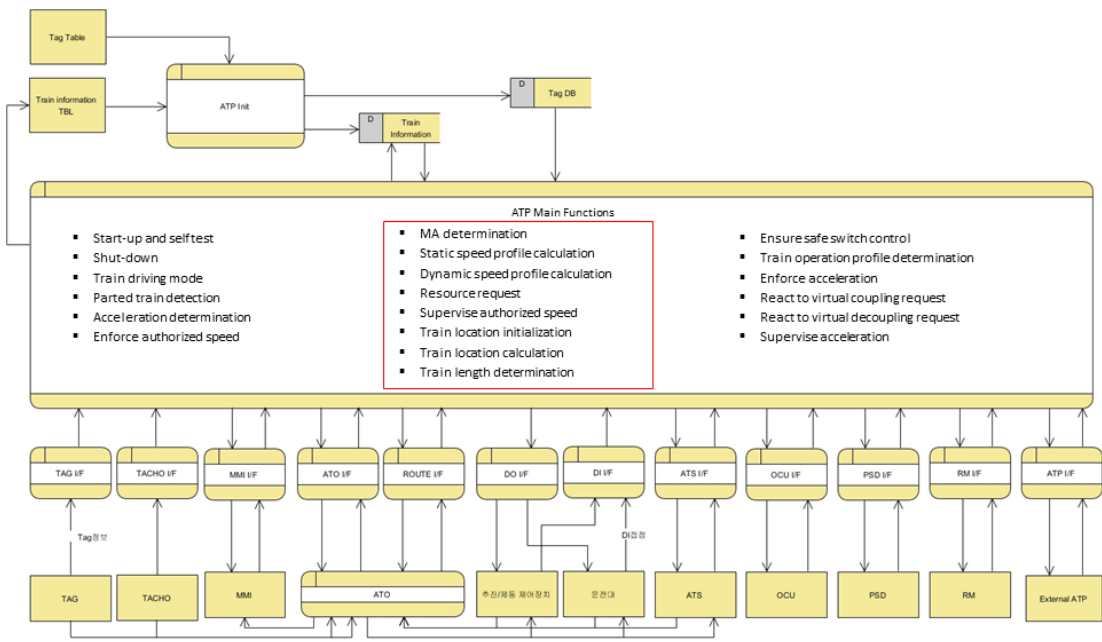 Tag Table
Train information
TBL
ATP Init
D
Tag DB
D
Train
Information
ATP Main Functions
Start-up and self test
Shut-down
Train driving mode
Parted train detection
Acceleration determination
Enforce authorized speed
MA determination
Static speed profile calculation
Dynamic speed profile calculation
Resource request
Supervise authorized speed
Train location initialization
Train location calculation
Train length determination
Ensure safe switch control
Train operation profile determination
Enforce acceleration
React to virtual coupling request
React to virtual decoupling request
Supervise acceleration
TAG I/F
TACHO I/F
MMI I/F
ATO I/F
ROUTE I/F
DO I/F
DI I/F
ATS I/F
OCU I/F
PSD I/F
RM I/F
ATP I/F
Tag정보
DI접점
TAG
TACHO
MMI
ATO
추진/제동 제어장치
운전대
ATS
OCU
PSD
RM
External ATP